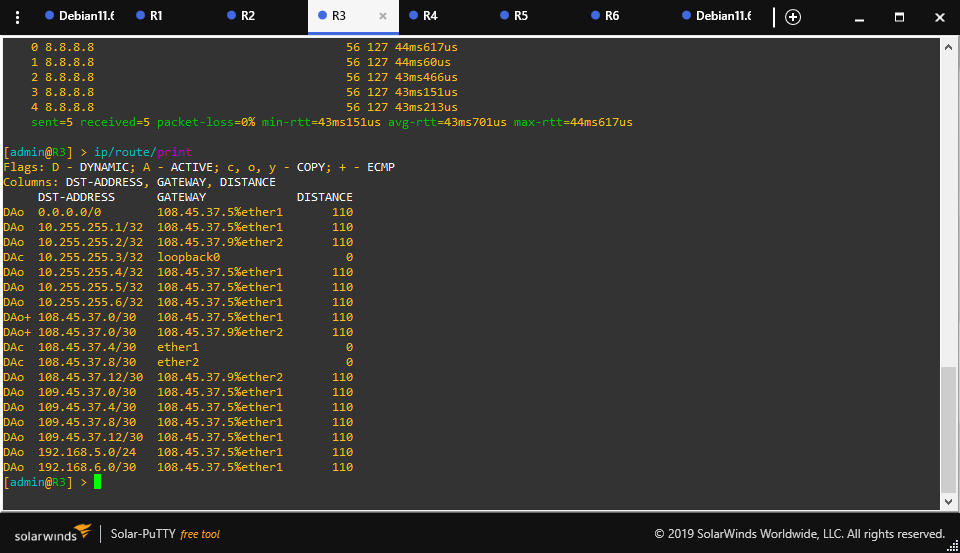 Debian11.6 R1 R2 R3 × R4 R5 R6 Debian11.6
0 8.8.8.8 56 127 44ms617us
1 8.8.8.8 56 127 44ms60us
2 8.8.8.8 56 127 43ms466us
3 8.8.8.8 56 127 43ms151us
4 8.8.8.8 56 127 43ms213us
sent=5 received=5 packet-loss=0% min-rtt=43ms151us avg-rtt=43ms701us max-rtt=44ms617us
[admin@R3] > ip/route/print
Flags: D - DYNAMIC; A - ACTIVE; c, o, y - COPY; + - ECMP
Columns: DST-ADDRESS, GATEWAY, DISTANCE
DST-ADDRESS GATEWAY DISTANCE
DAo 0.0.0.0/0 108.45.37.5%ether1 110
DAo 10.255.255.1/32 108.45.37.5%ether1 110
DAo 10.255.255.2/32 108.45.37.9%ether2 110
DAc 10.255.255.3/32 loopback0 0
DAo 10.255.255.4/32 108.45.37.5%ether1 110
DAo 10.255.255.5/32 108.45.37.5%ether1 110
DAo 10.255.255.6/32 108.45.37.5%ether1 110
DAo+ 108.45.37.0/30 108.45.37.5%ether1 110
DAo+ 108.45.37.0/30 108.45.37.9%ether2 110
DAc 108.45.37.4/30 ether1 0
DAc 108.45.37.8/30 ether2 0
DAo 108.45.37.12/30 108.45.37.9%ether2 110
DAo 109.45.37.0/30 108.45.37.5%ether1 110
DAo 109.45.37.4/30 108.45.37.5%ether1 110
DAo 109.45.37.8/30 108.45.37.5%ether1 110
DAo 109.45.37.12/30 108.45.37.5%ether1 110
DAo 192.168.5.0/24 108.45.37.5%ether1 110
DAo 192.168.6.0/30 108.45.37.5%ether1 110
[admin@R3] >
solarwinds Solar-PuTTY free tool © 2019 SolarWinds Worldwide, LLC. All rights reserved.